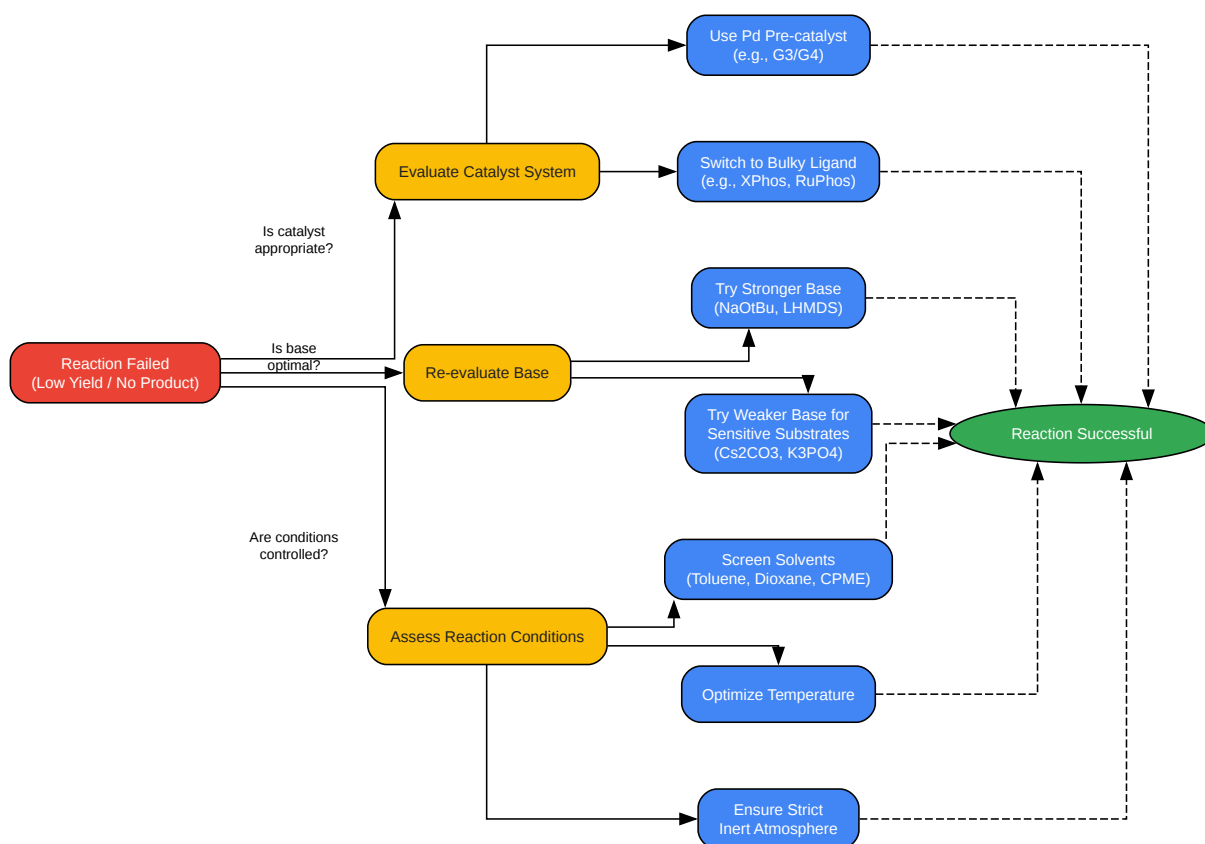 Use Pd Pre-catalyst
(e.g., G3/G4)
Evaluate Catalyst System
Switch to Bulky Ligand
(e.g., XPhos, RuPhos)
Is catalyst
appropriate?
Try Stronger Base
(NaOtBu, LHMDS)
Is base
optimal?
Reaction Failed
(Low Yield / No Product)
Re-evaluate Base
Try Weaker Base for
Sensitive Substrates
(Cs2CO3, K3PO4)
Reaction Successful
Are conditions
controlled?
Screen Solvents
(Toluene, Dioxane, CPME)
Assess Reaction Conditions
Optimize Temperature
Ensure Strict
Inert Atmosphere